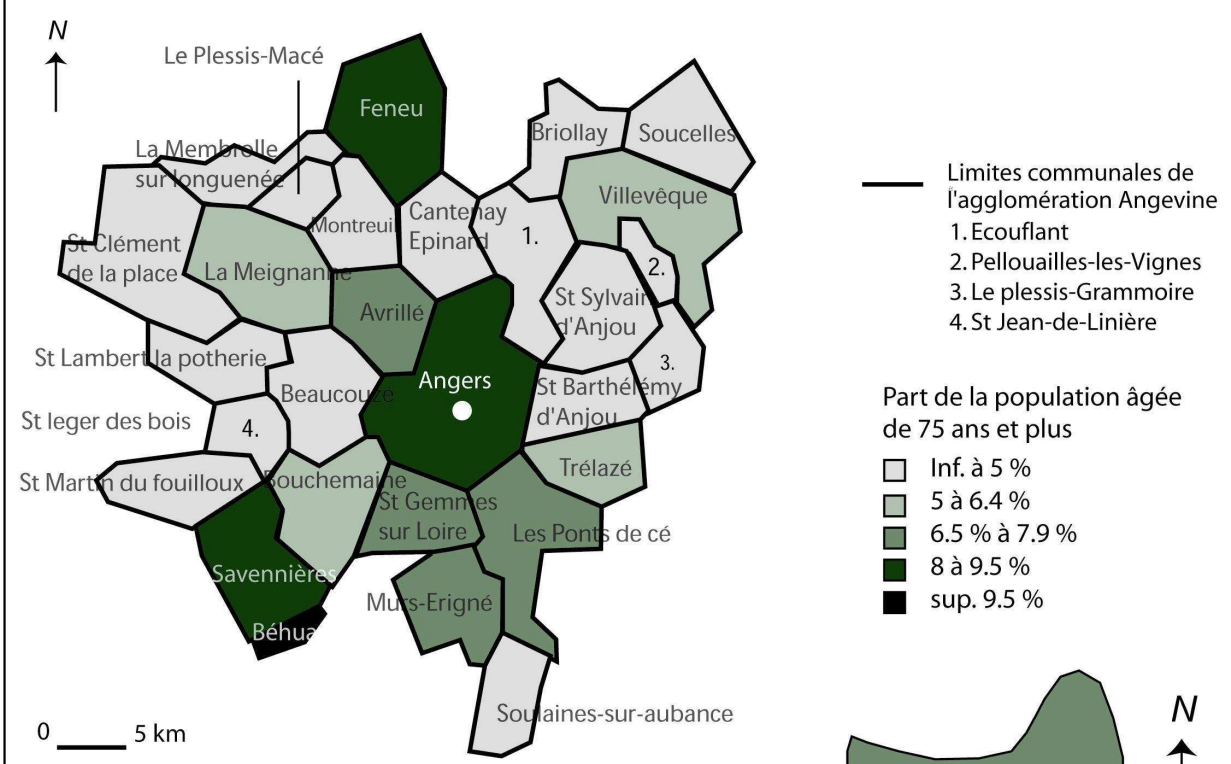 N
Le Plessis-Macé
Feneu
La Membrolle
sur longuenée
Briollay
Soucelles
Villevêque
Montreuil
Cantenay
Epinard
1.
St Clément
de la place
La Meignanne
2.
Avrillé
St Sylvain
d'Anjou
St Lambert la potherie
3.
Beaucouzé
Angers
St Barthélémy
d'Anjou
St leger des bois
4.
Trélazé
St Martin du fouilloux
Bouchemaine
St Gemmes
sur Loire
Les Ponts de cé
Savennières
Murs-Erigné
Béhua
Soulaines-sur-aubance
0 5 km
Limites communales de
l'agglomération Angevine
1. Ecouflant
2. Pellouailles-les-Vignes
3. Le plessis-Grammoire
4. St Jean-de-Linière
Part de la population âgée
de 75 ans et plus
Inf. à 5 %
5 à 6.4 %
6.5 % à 7.9 %
8 à 9.5 %
sup. 9.5 %
N